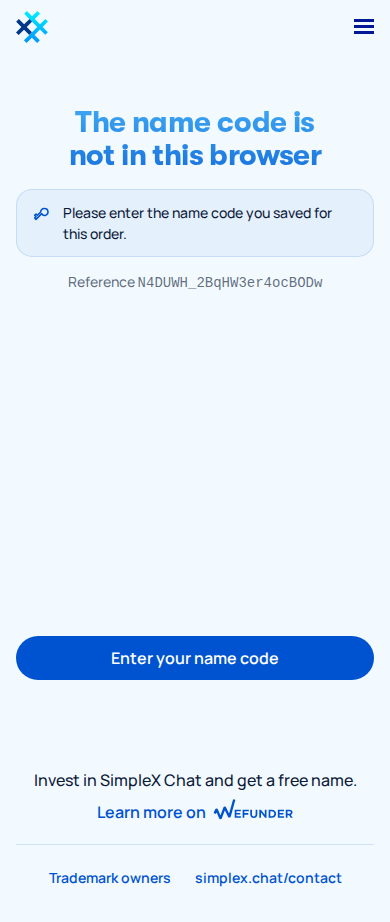 The name code is
not in this browser
Please enter the name code you saved for
this order.
Reference N4DUWH_2BqHW3er4ocBODw
Enter your name code
Invest in SimpleX Chat and get a free name.
Learn more on WEFUNDER
Trademark owners simplex.chat/contact